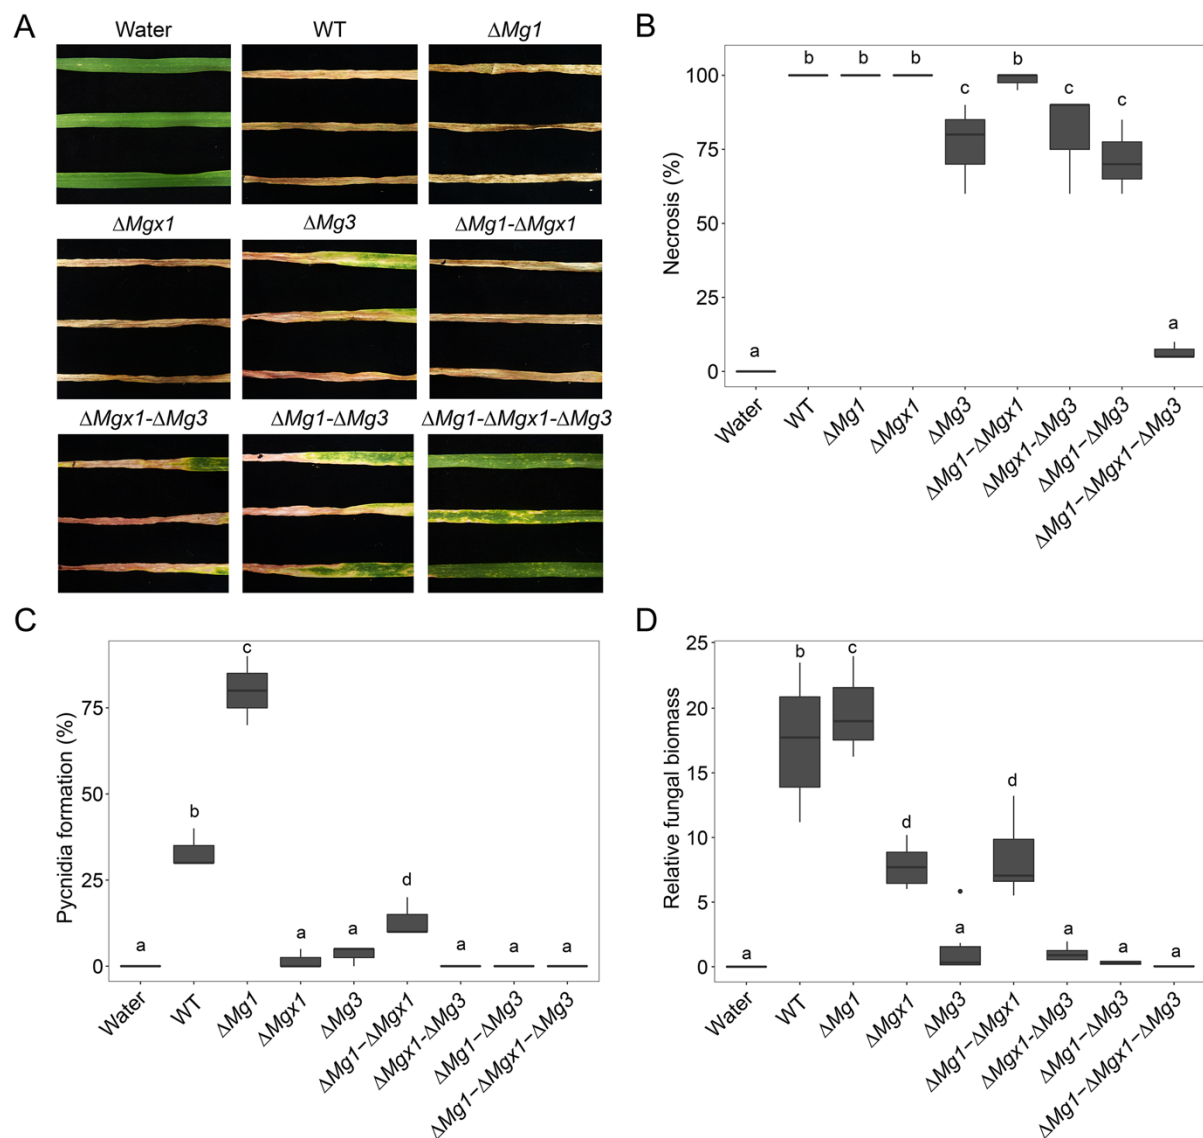 A
Water
WT
ΔMg1
ΔMgx1
ΔMg3
ΔMg1-ΔMgx1
ΔMgx1-ΔMg3
ΔMg1-ΔMg3
ΔMg1-ΔMgx1-ΔMg3
B
Necrosis (%)
100
75
50
25
0
a
b
b
b
c
b
c
c
a
Water
WT
ΔMg1
ΔMgx1
ΔMg3
ΔMg1−ΔMgx1
ΔMgx1−ΔMg3
ΔMg1−ΔMg3
ΔMg1−ΔMgx1−ΔMg3
C
Pycnidia formation (%)
75
50
25
0
a
b
c
a
a
d
a
a
a
Water
WT
ΔMg1
ΔMgx1
ΔMg3
ΔMg1−ΔMgx1
ΔMgx1−ΔMg3
ΔMg1−ΔMg3
ΔMg1−ΔMgx1−ΔMg3
D
Relative fungal biomass
25
20
15
10
5
0
a
b
c
d
a
d
a
a
a
Water
WT
ΔMg1
ΔMgx1
ΔMg3
ΔMg1−ΔMgx1
ΔMgx1−ΔMg3
ΔMg1−ΔMg3
ΔMg1−ΔMgx1−ΔMg3